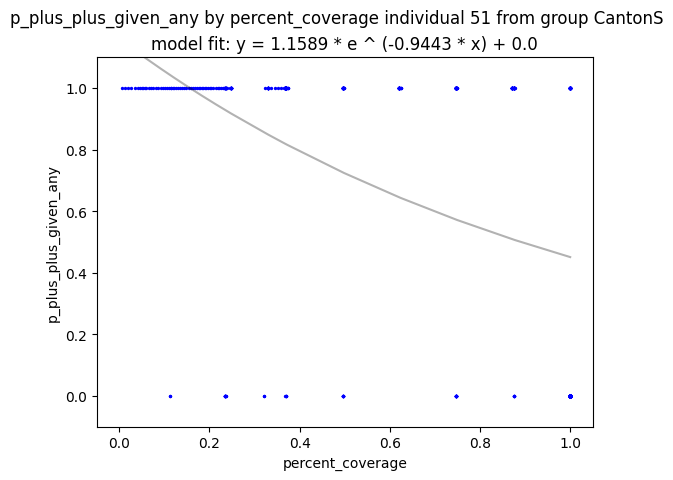 p_plus_plus_given_any by percent_coverage individual 51 from group CantonS
model fit: y = 1.1589 * e ^ (-0.9443 * x) + 0.0
1.0
0.8
0.6
0.4
0.2
0.0
p_plus_plus_given_any
0.0 0.2 0.4 0.6 0.8 1.0
percent_coverage